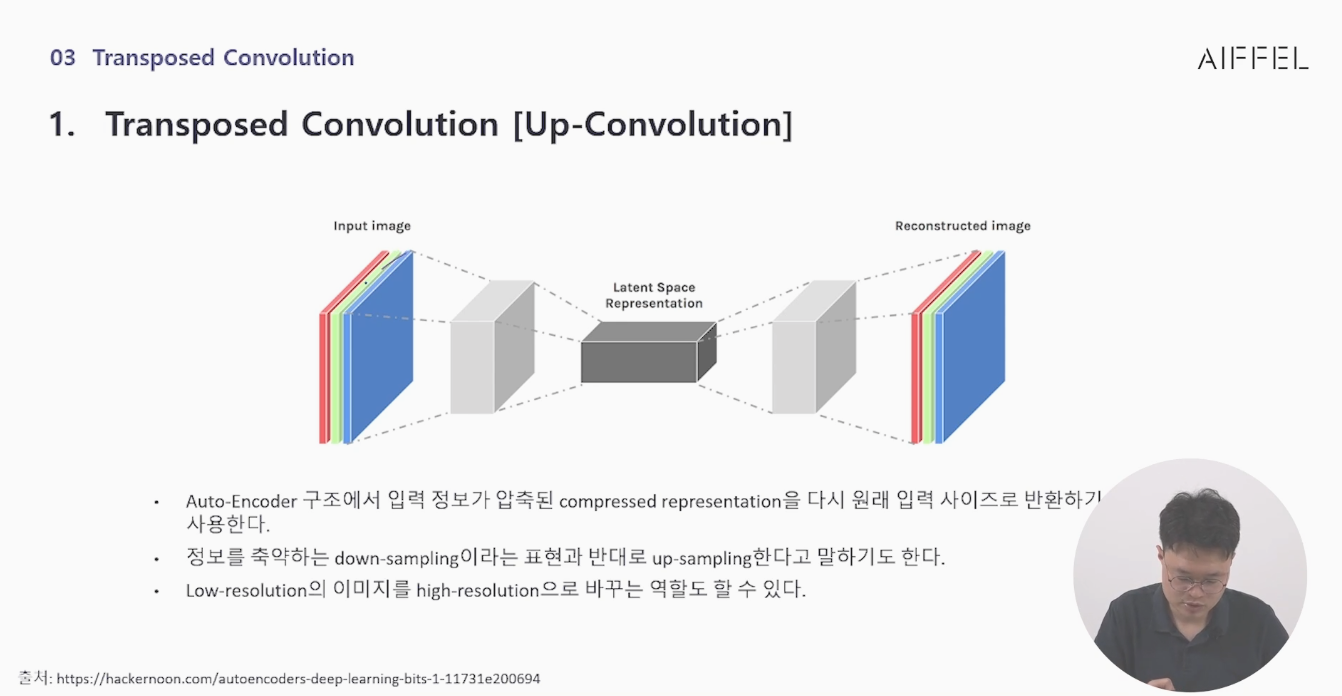 03 Transposed Convolution
AIFFEL
1. Transposed Convolution [Up-Convolution]
Input image
Reconstructed image
Latent Space
Representation
• Auto-Encoder 구조에서 입력 정보가 압축된 compressed representation을 다시 원래 입력 사이즈로 반환하기
사용한다.
• 정보를 축약하는 down-sampling이라는 표현과 반대로 up-sampling한다고 말하기도 한다.
• Low-resolution의 이미지를 high-resolution으로 바꾸는 역할도 할 수 있다.
출처: https://hackernoon.com/autoencoders-deep-learning-bits-1-11731e200694